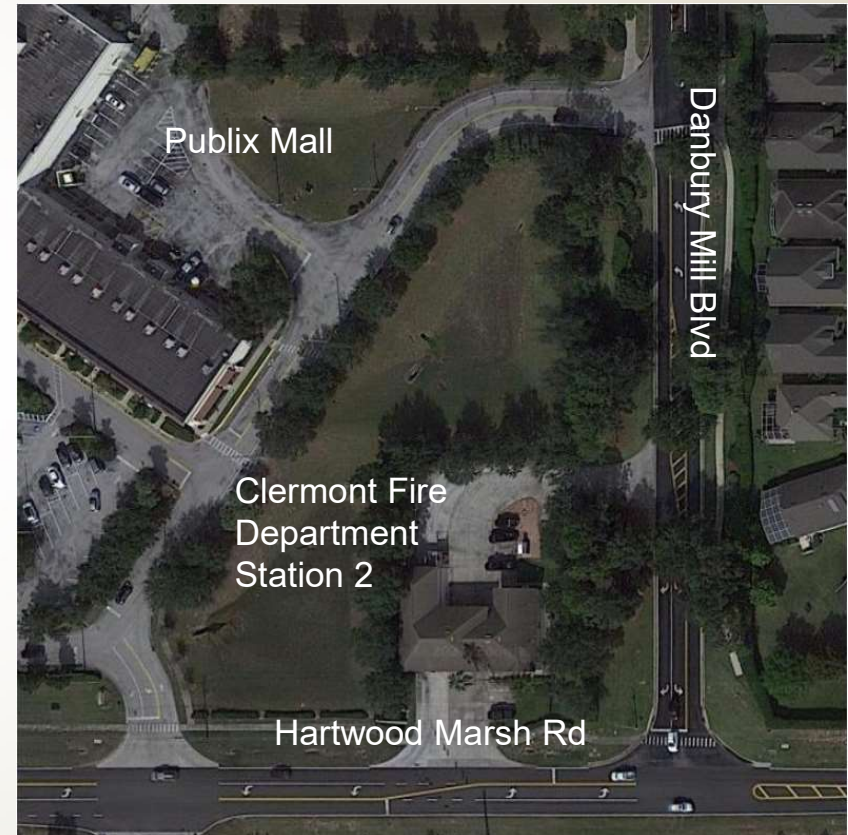 Publix Mall
Danbury Mill Blvd
Clermont Fire
Department
Station 2
Hartwood Marsh Rd